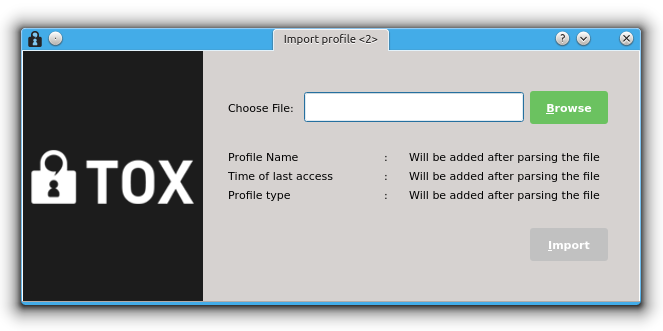 Import profile <2>
?
Choose File:
Browse
TOX
Profile Name : Will be added after parsing the file
Time of last access : Will be added after parsing the file
Profile type : Will be added after parsing the file
Import